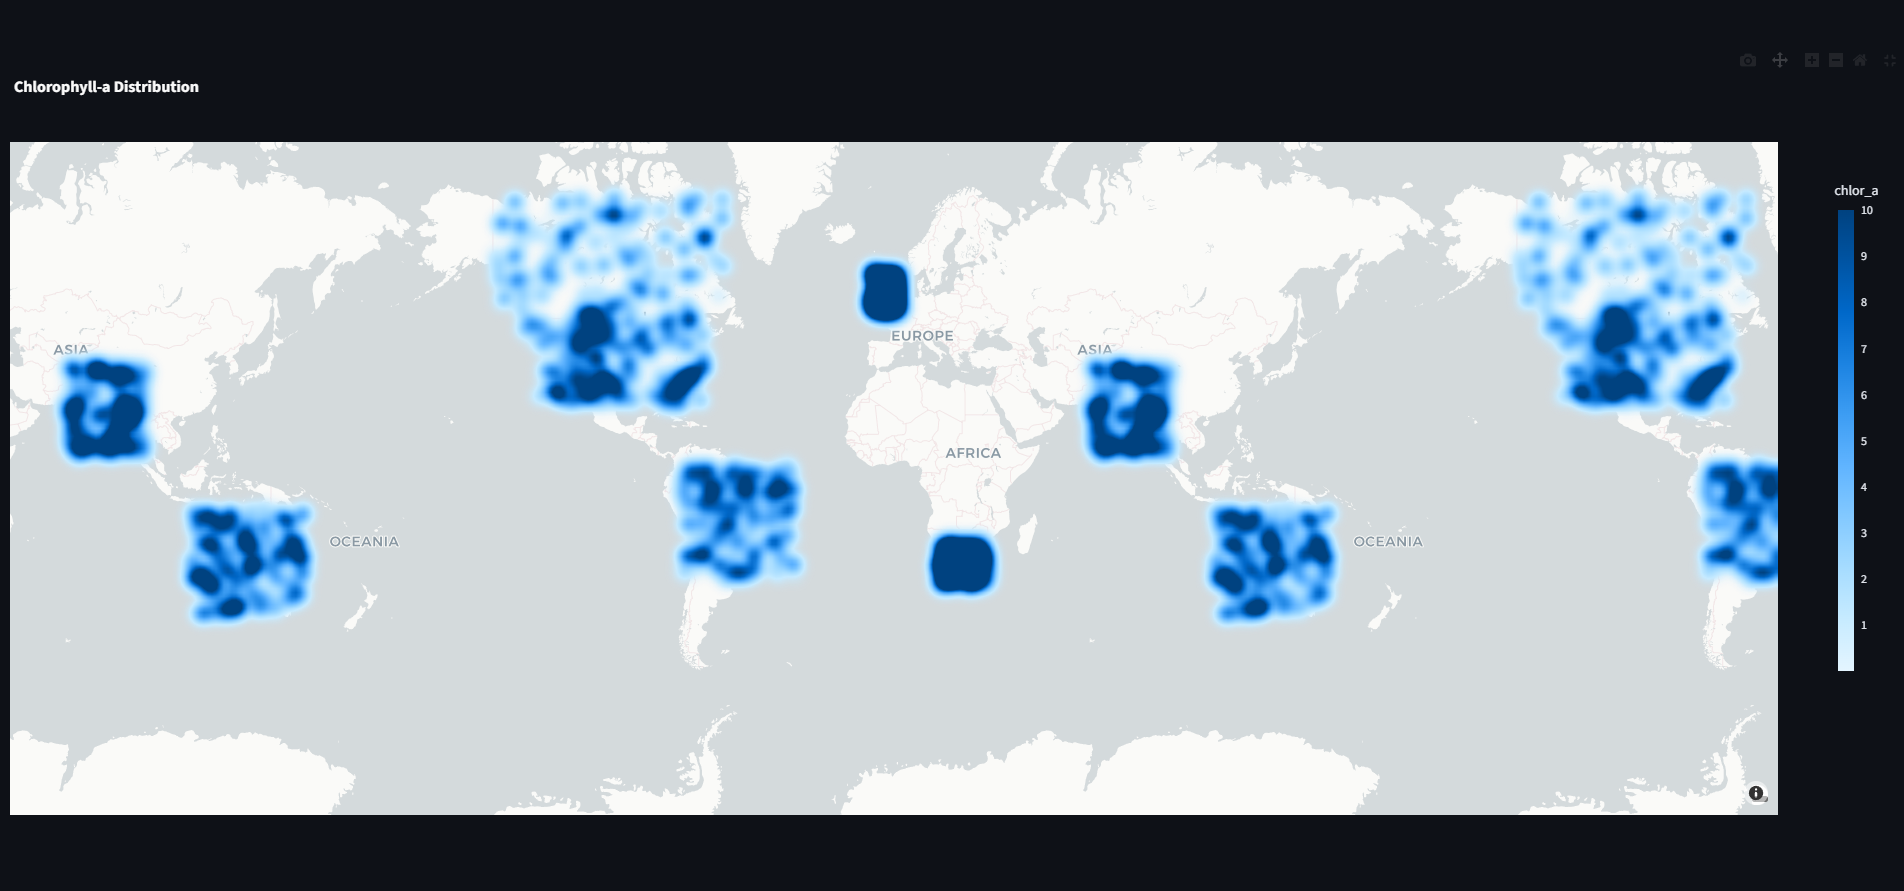 Chlorophyll-a Distribution
chlor_a
10
9
8
7
6
5
4
3
2
1
ASIA
EUROPE
ASIA
AFRICA
OCEANIA
OCEANIA